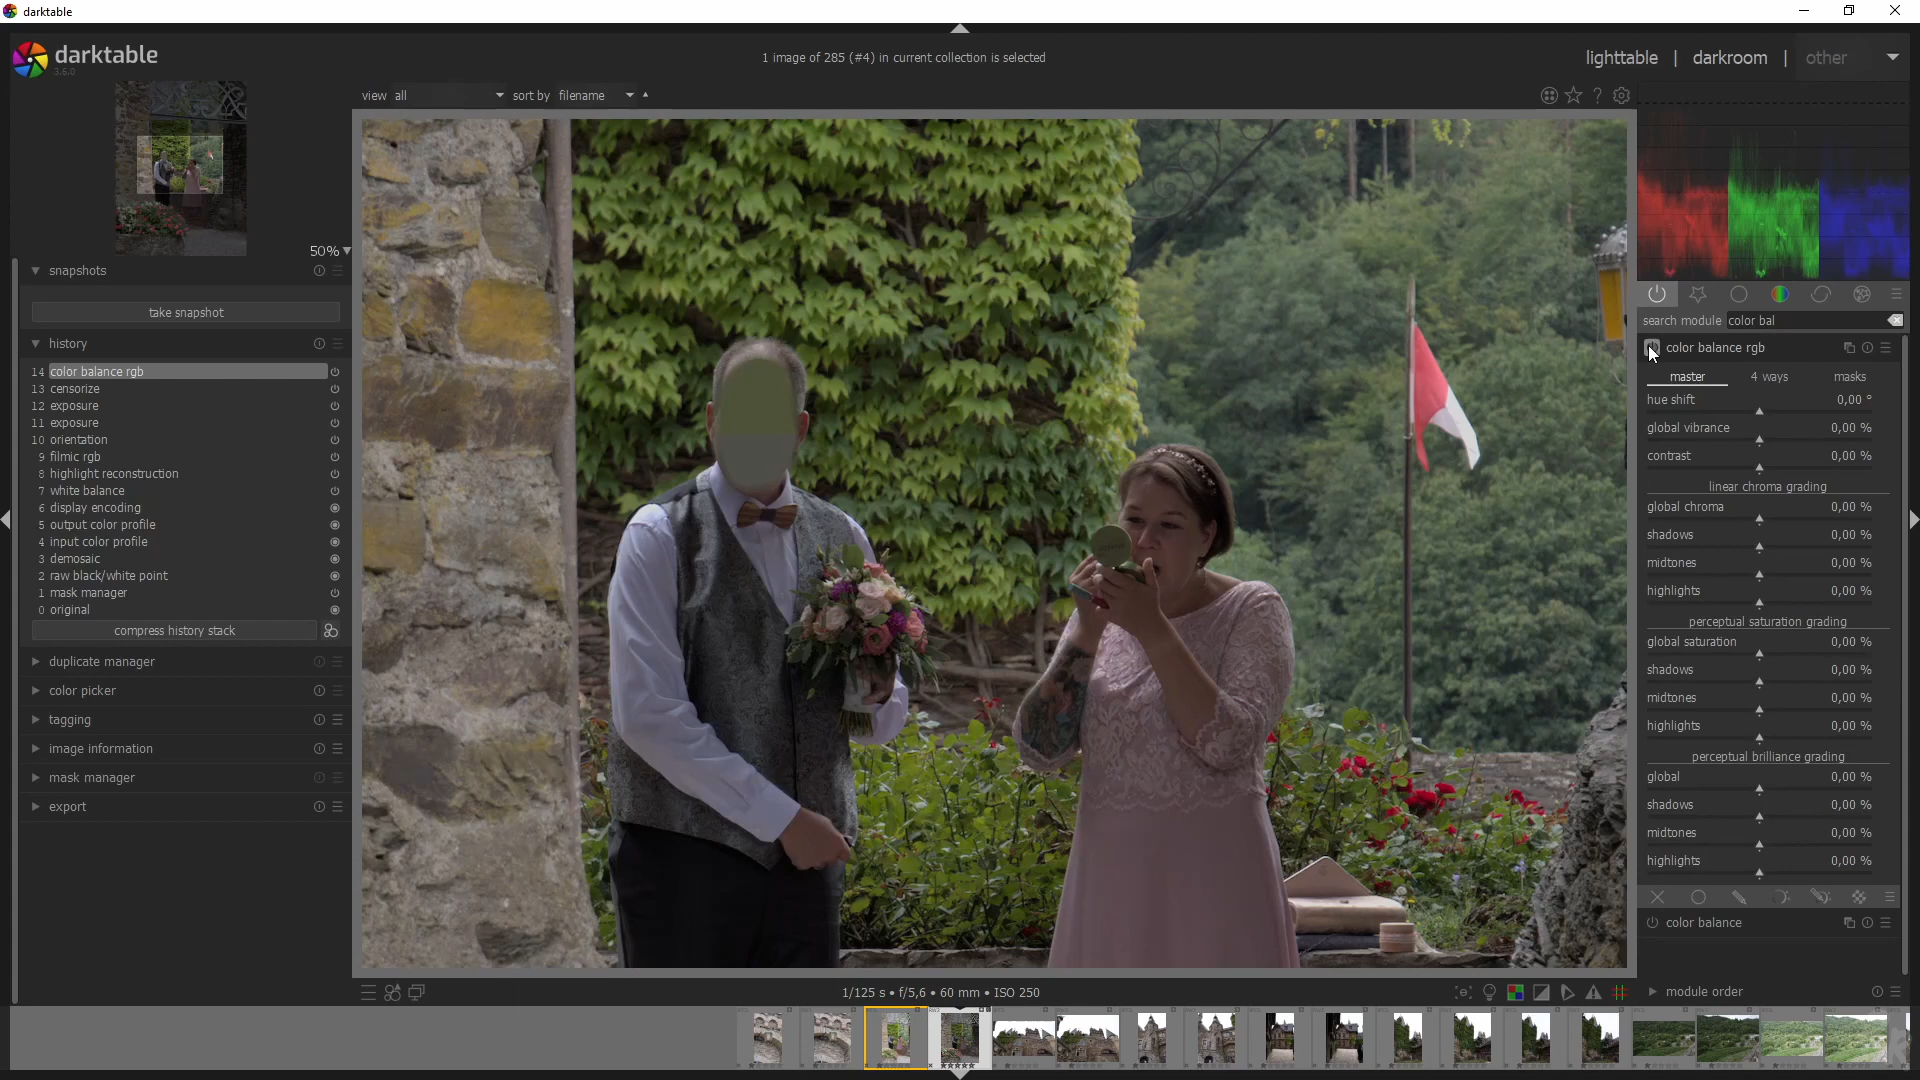 darktable
darktable
3.6.0
1 image of 285 (#4) in current collection is selected
lighttable | darkroom | other
view all sort by filename
50%
snapshots
take snapshot
history
14 color balance rgb
13 censorize
12 exposure
11 exposure
10 orientation
9 filmic rgb
8 highlight reconstruction
7 white balance
6 display encoding
5 output color profile
4 input color profile
3 demosaic
2 raw black/white point
1 mask manager
0 original
compress history stack
duplicate manager
color picker
tagging
image information
mask manager
export
search module color bal
color balance rgb
master 4 ways masks
hue shift 0,00 °
global vibrance 0,00 %
contrast 0,00 %
linear chroma grading
global chroma 0,00 %
shadows 0,00 %
midtones 0,00 %
highlights 0,00 %
perceptual saturation grading
global saturation 0,00 %
shadows 0,00 %
midtones 0,00 %
highlights 0,00 %
perceptual brilliance grading
global 0,00 %
shadows 0,00 %
midtones 0,00 %
highlights 0,00 %
color balance
module order
1/125 s • f/5,6 • 60 mm • ISO 250